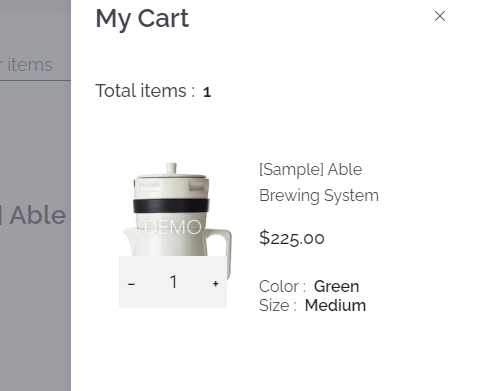 My Cart
r items
Total items : 1
[Sample] Able
Brewing System
Able
DEMO
$225.00
- 1 +
Color : Green
Size : Medium